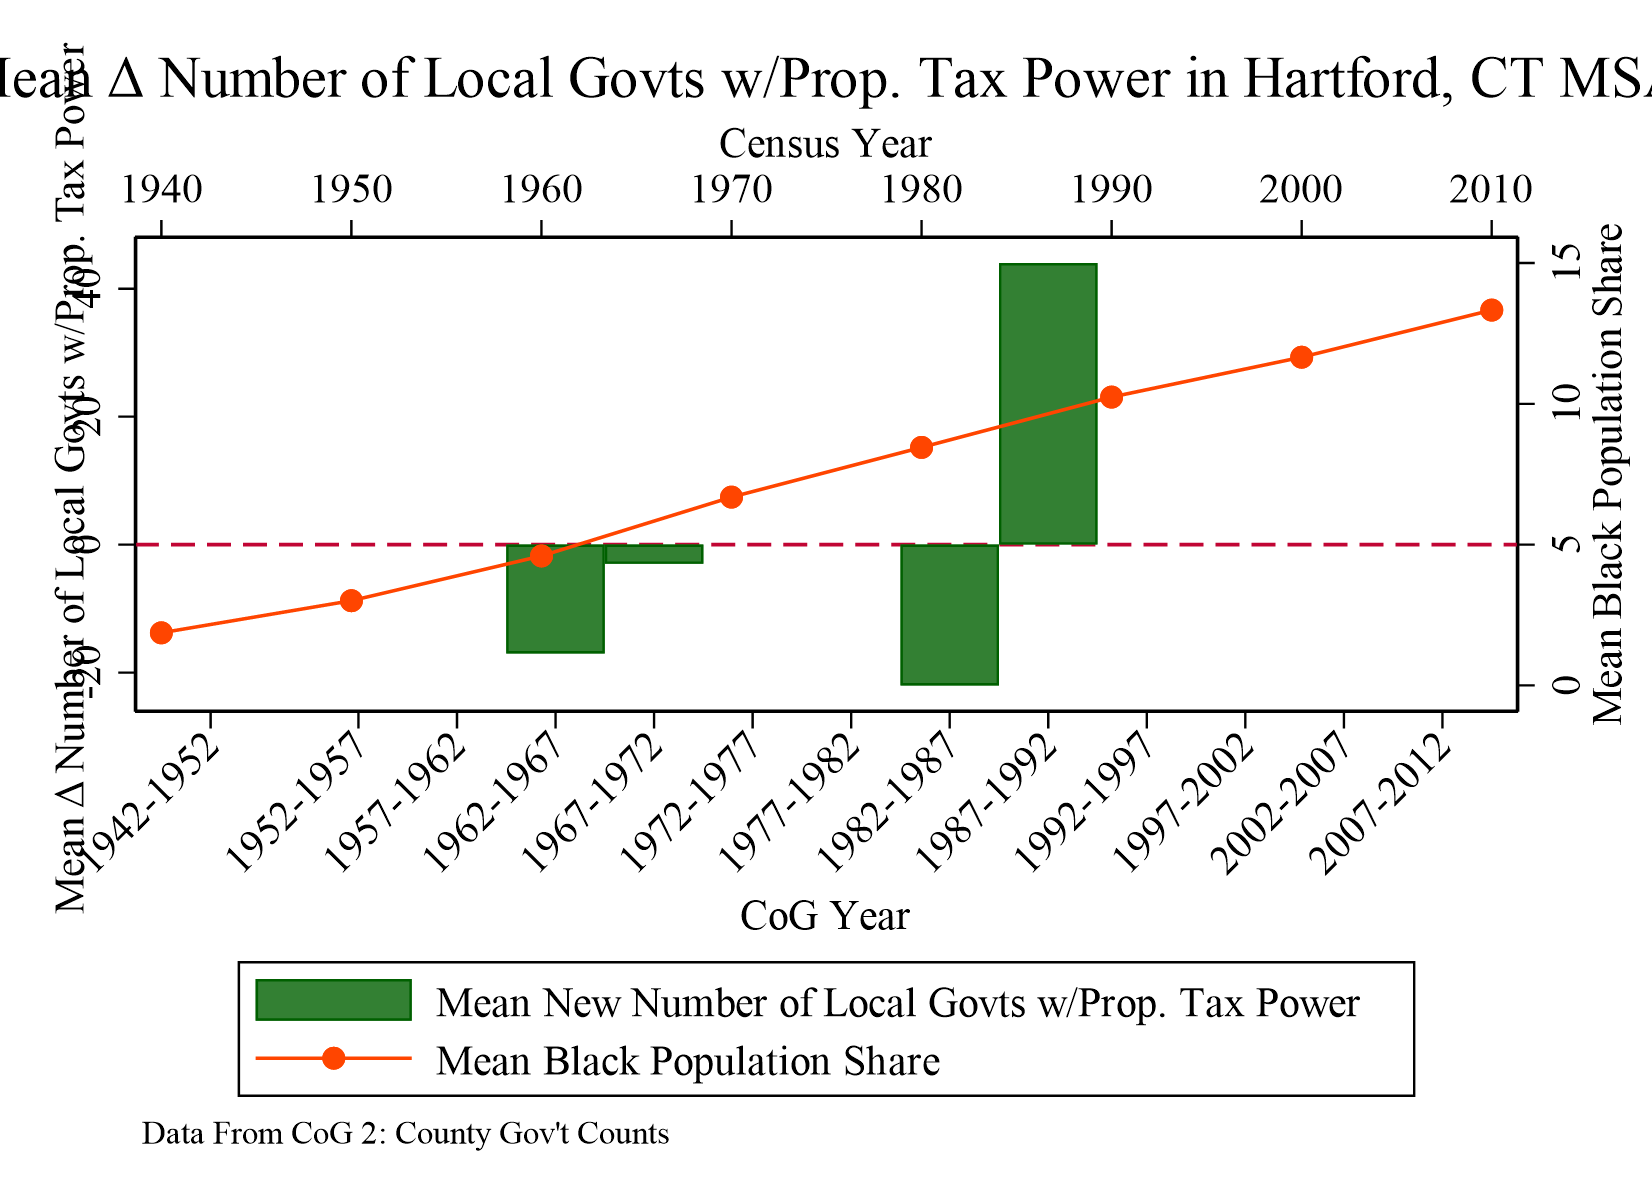 Mean Δ Number of Local Govts w/Prop. Tax Power in Hartford, CT MSA
Census Year
1940 1950 1960 1970 1980 1990 2000 2010
Mean Δ Number of Local Govts w/Prop. Tax Power
40
20
0
-20
15
10
5
0
Mean Black Population Share
1942-1952 1952-1957 1957-1962 1962-1967 1967-1972 1972-1977 1977-1982 1982-1987 1987-1992 1992-1997 1997-2002 2002-2007 2007-2012
CoG Year
Mean New Number of Local Govts w/Prop. Tax Power
Mean Black Population Share
Data From CoG 2: County Gov't Counts